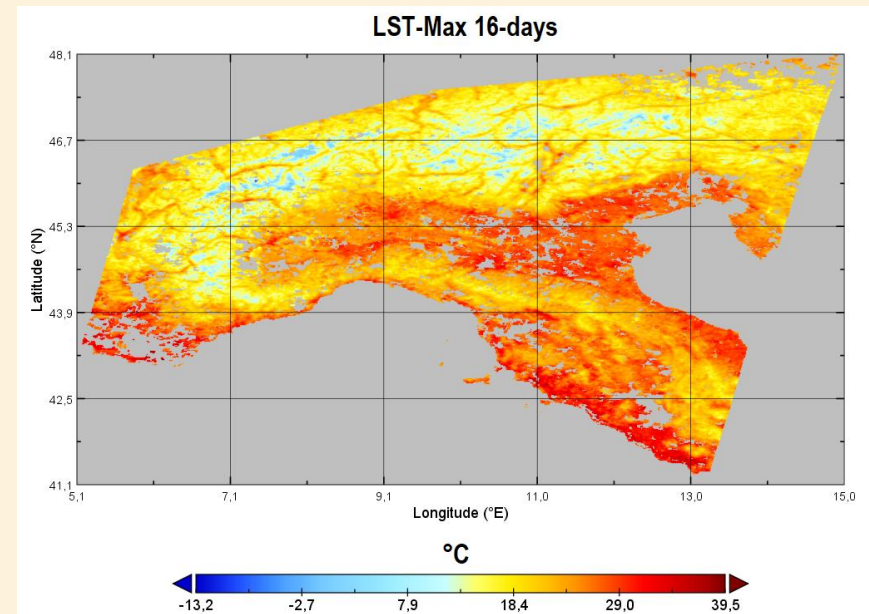 LST-Max 16-days
48,1
46,7
45,3
43,9
42,5
41,1
Latitude (°N)
5,1 7,1 9,1 11,0 13,0 15,0
Longitude (°E)
°C
-13,2 -2,7 7,9 18,4 29,0 39,5